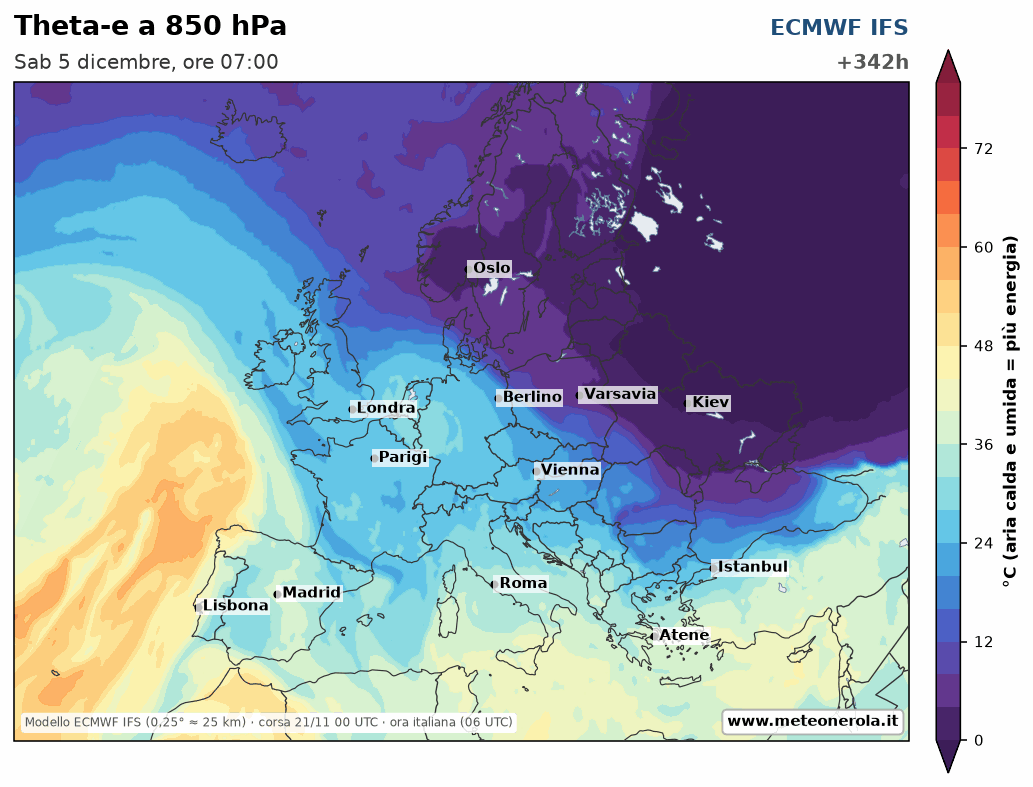 Theta-e a 850 hPa
ECMWF IFS
Sab 5 dicembre, ore 07:00
+342h
Oslo
Berlino
Varsavia
Kiev
Londra
Parigi
Vienna
Istanbul
Roma
Madrid
Lisbona
Atene
72
60
48
36
24
12
0
°C (aria calda e umida = più energia)
Modello ECMWF IFS (0,25° ≈ 25 km) · corsa 21/11 00 UTC · ora italiana (06 UTC)
www.meteonerola.it